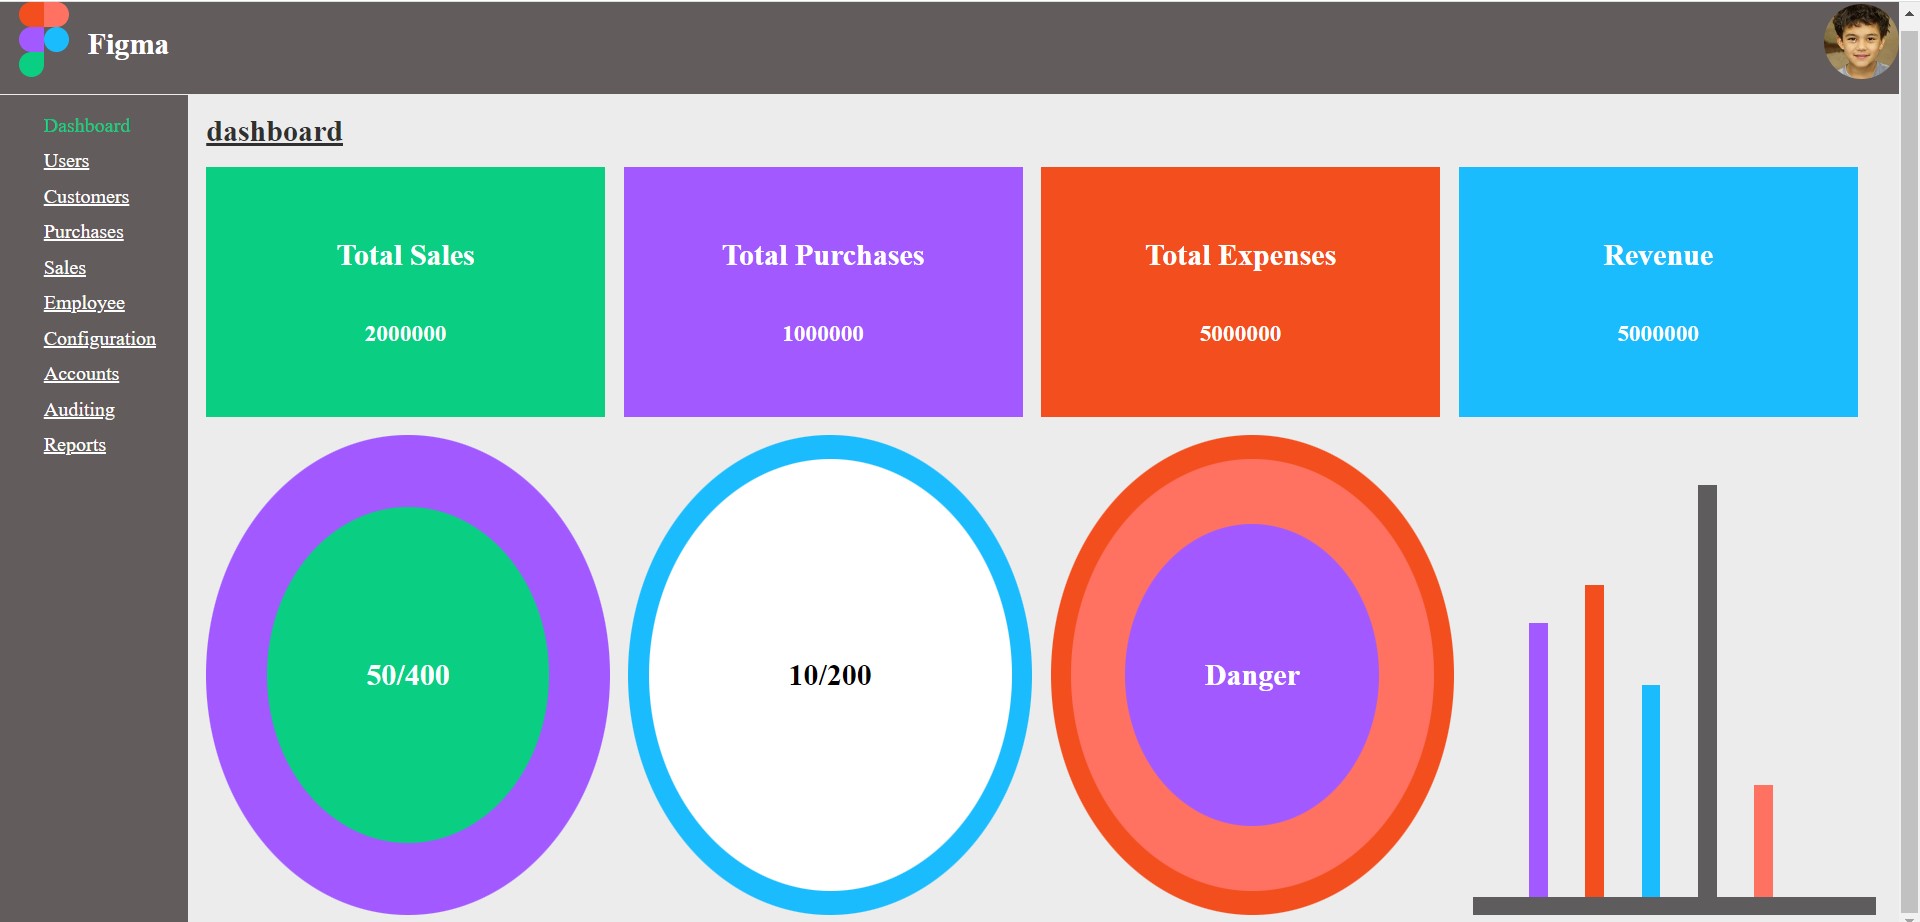 Figma
Dashboard
Users
Customers
Purchases
Sales
Employee
Configuration
Accounts
Auditing
Reports
dashboard
Total Sales
2000000
Total Purchases
1000000
Total Expenses
5000000
Revenue
5000000
50/400
10/200
Danger